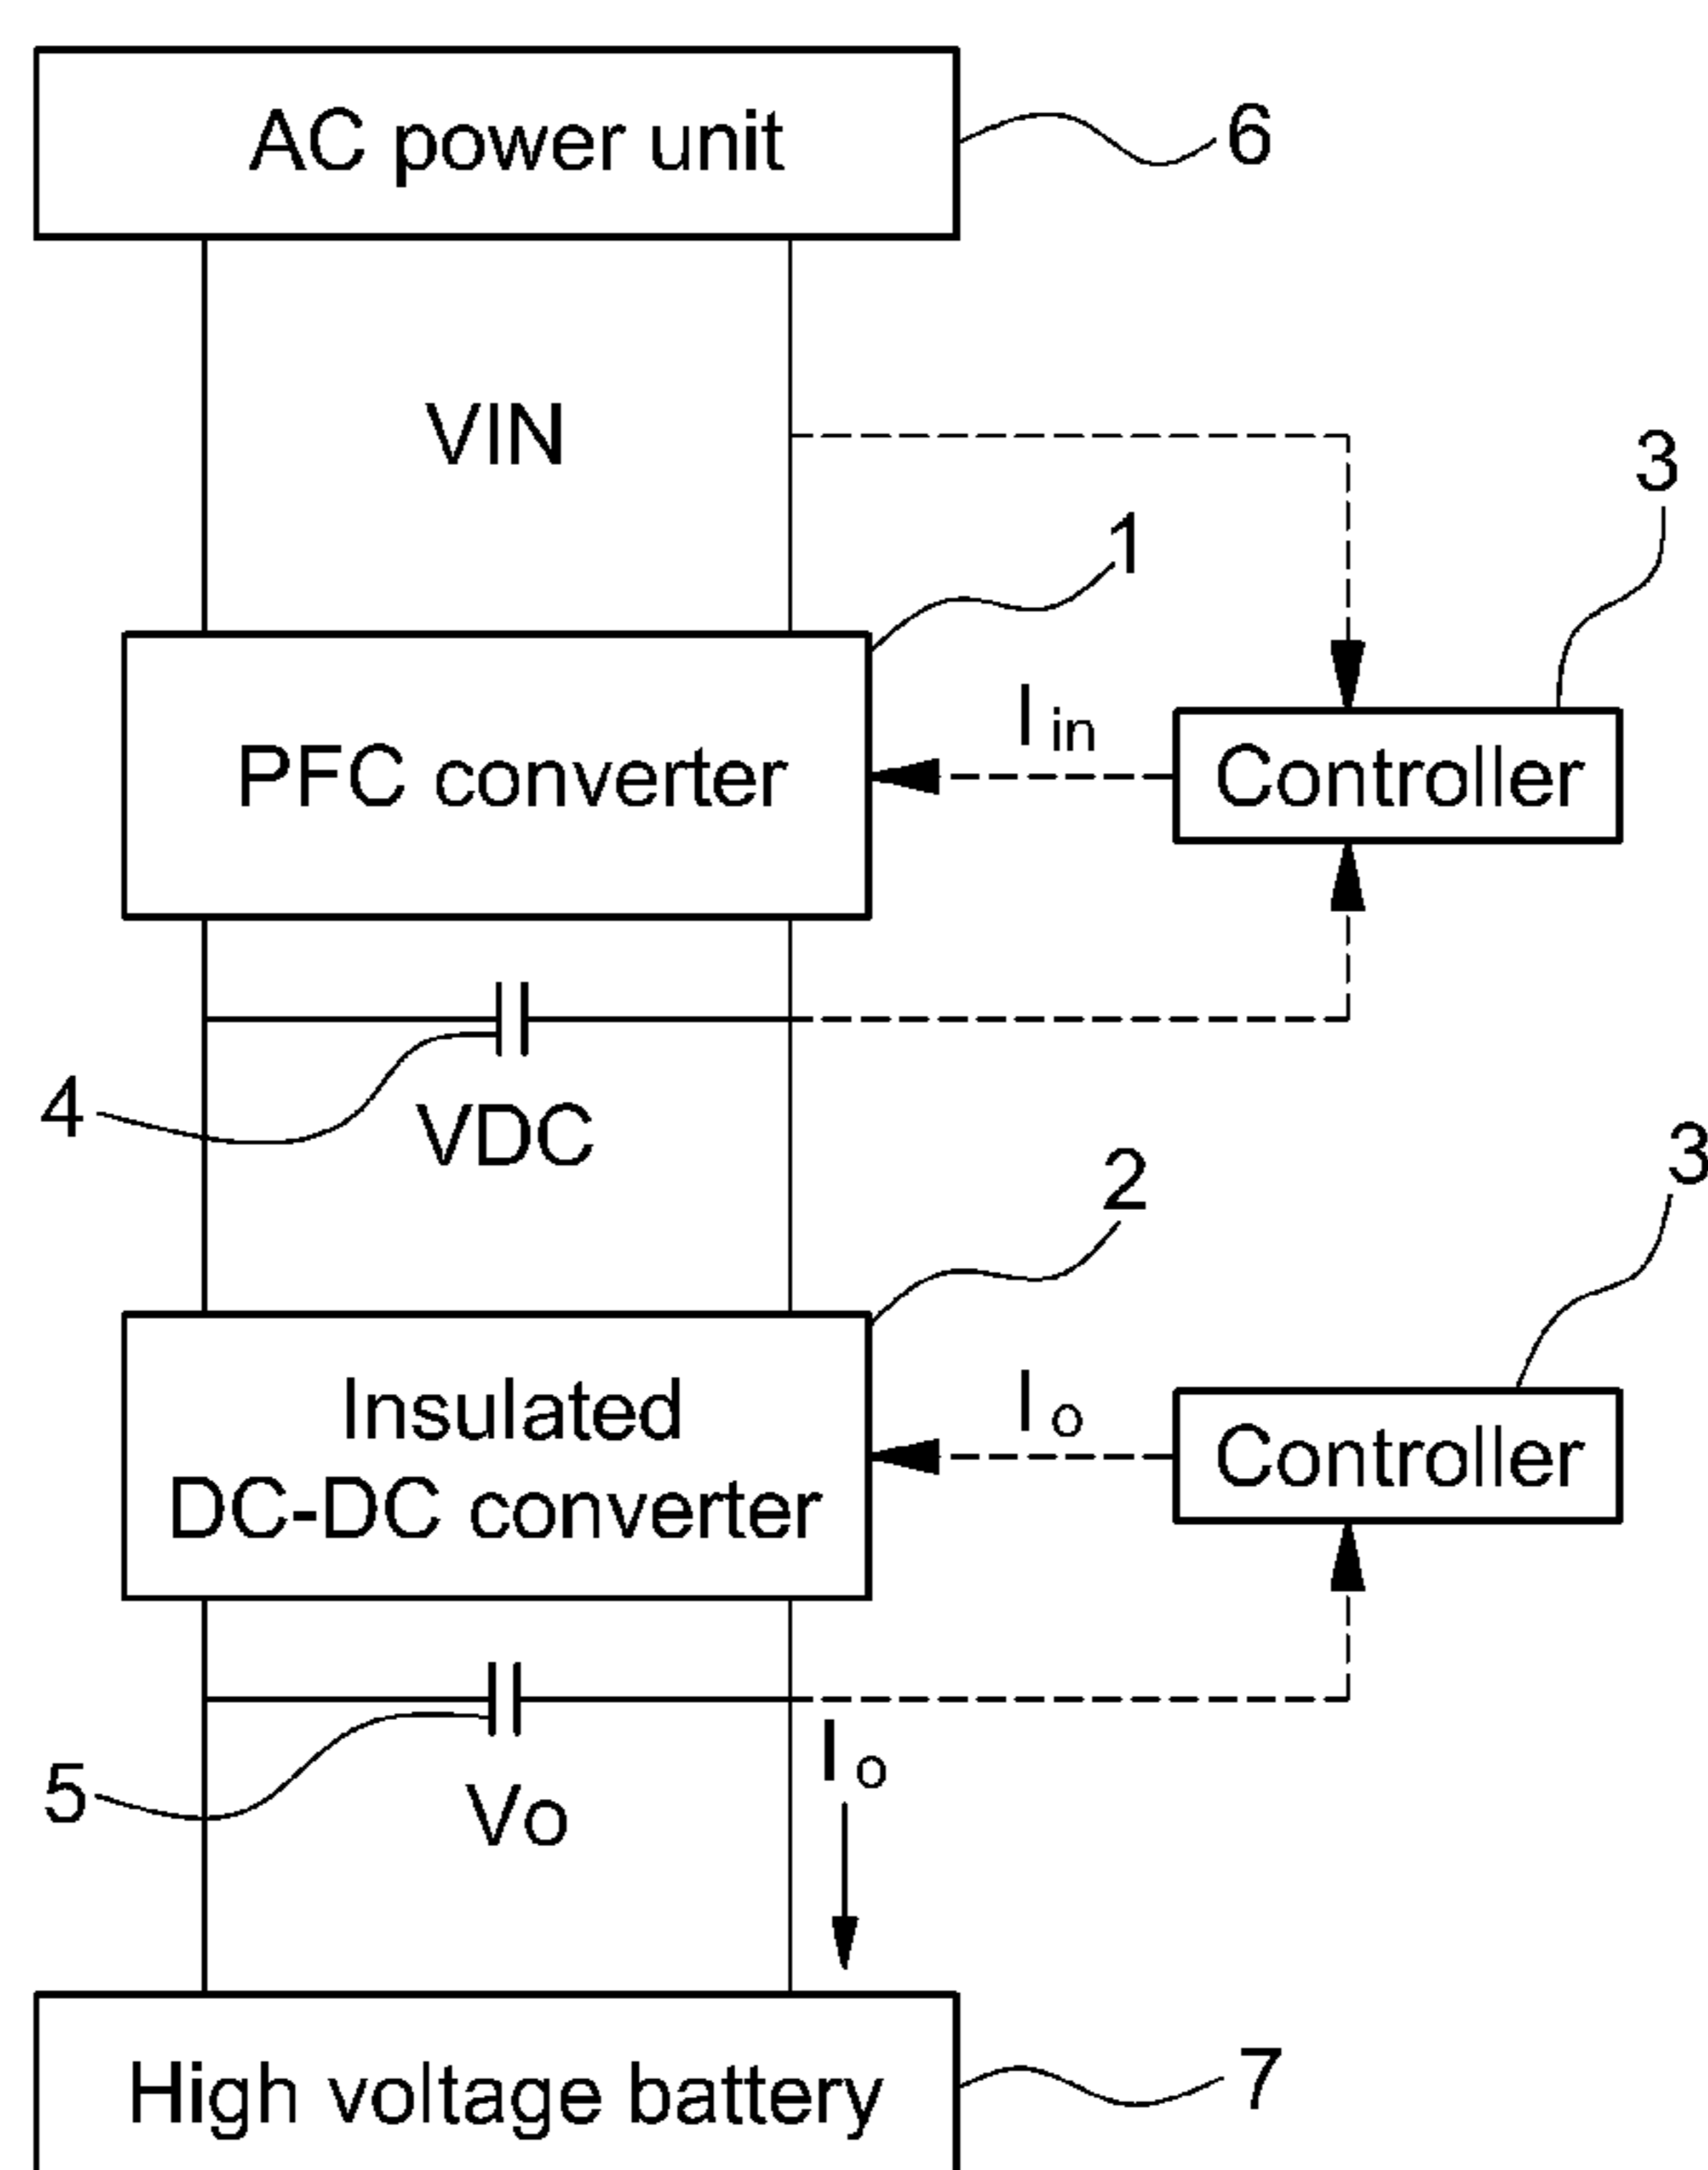 AC power unit
6
VIN
3
1
I in
PFC converter
Controller
4
VDC
3
2
Insulated
DC-DC converter
I o
Controller
5
I o
Vo
High voltage battery
7